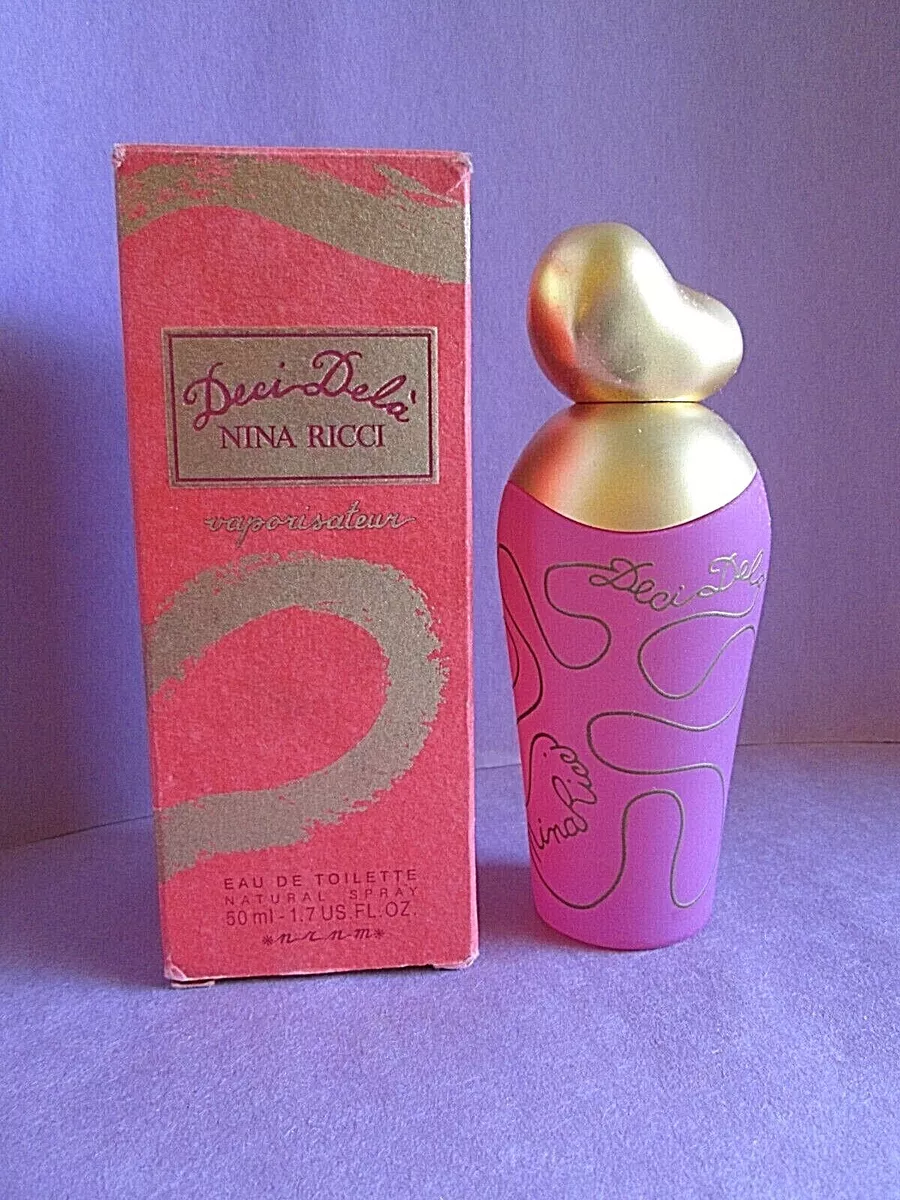 Deci Delà
NINA RICCI
vaporisateur
EAU DE TOILETTE
NATURAL SPRAY
50 ml - 1.7 US. FL. OZ.
*nrnm*
Deci Delà
Nina Ricci